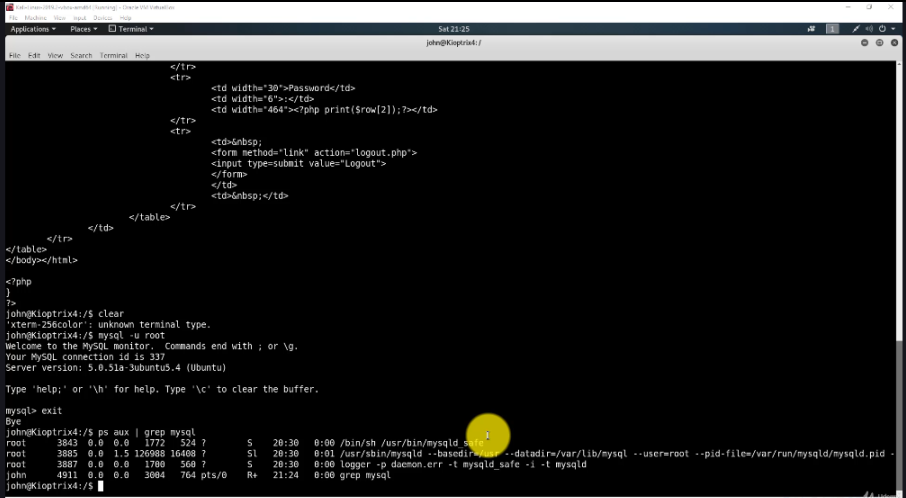 Sat 21:25
Applications ▾ Places ▾ Terminal ▾
1
john@Kioptrix4: /
File Edit View Search Terminal Help
</tr>
<tr>
<td width="30">Password</td>
<td width="6">:</td>
<td width="464"><?php print($row[2]);?></td>
</tr>
<tr>
<td>&nbsp;
<form method="link" action="logout.php">
<input type=submit value="Logout">
</form>
</td>
<td>&nbsp;</td>
</tr>
</table>
</td>
</tr>
</table>
</body></html>
<?php
}
?>
john@Kioptrix4:/$ clear
'xterm-256color': unknown terminal type.
john@Kioptrix4:/$ mysql -u root
Welcome to the MySQL monitor.  Commands end with ; or \g.
Your MySQL connection id is 337
Server version: 5.0.51a-3ubuntu5.4 (Ubuntu)
Type 'help;' or '\h' for help. Type '\c' to clear the buffer.
mysql> exit
Bye
john@Kioptrix4:/$ ps aux | grep mysql
root 3843 0.0 0.0 1772 524 ? S 20:30 0:00 /bin/sh /usr/bin/mysqld_safe
root 3885 0.0 1.5 126988 16408 ? Sl 20:30 0:01 /usr/sbin/mysqld --basedir=/usr --datadir=/var/lib/mysql --user=root --pid-file=/var/run/mysqld/mysqld.pid -
root 3887 0.0 0.0 1700 560 ? S 20:30 0:00 logger -p daemon.err -t mysqld_safe -i -t mysqld
john 4911 0.0 0.0 3004 764 pts/0 R+ 21:24 0:00 grep mysql
john@Kioptrix4:/$